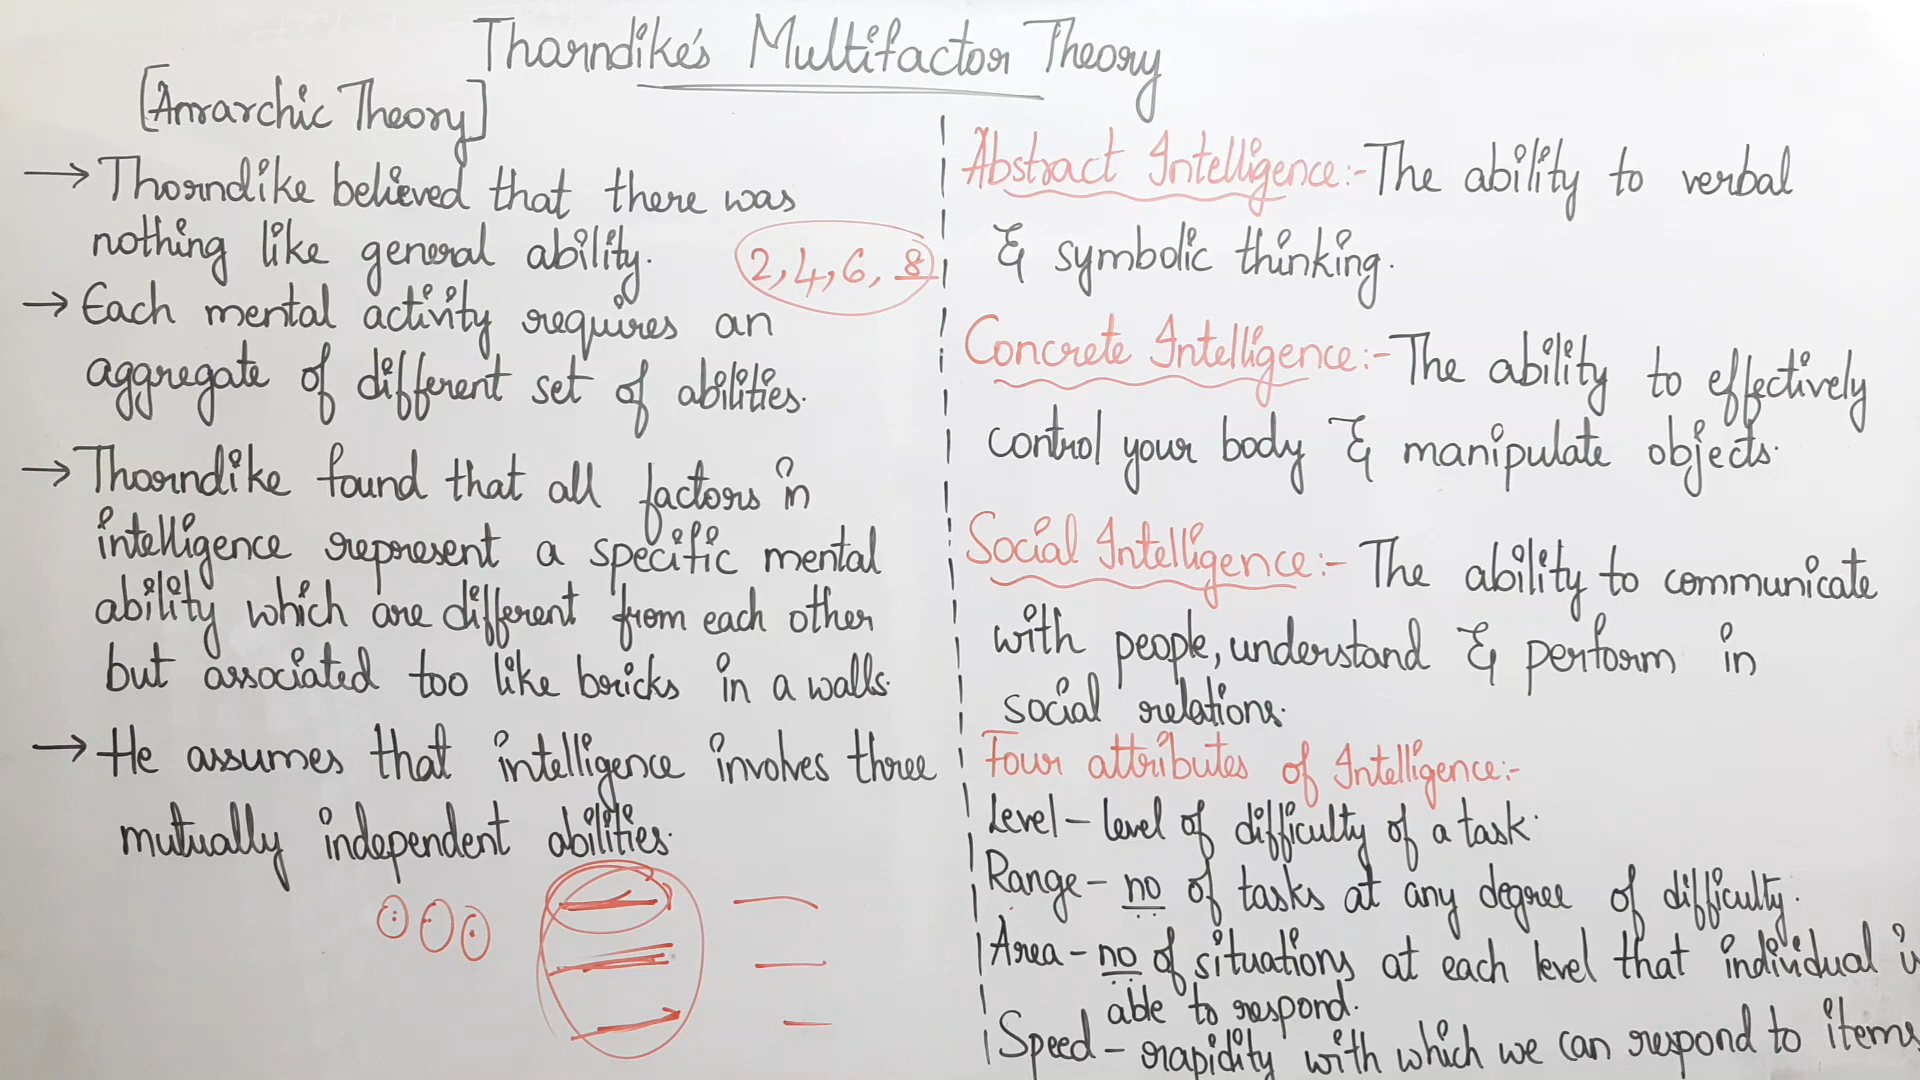 Thorndike's Multifactor Theory
[Anarchic Theory]
→ Thorndike believed that there was
nothing like general ability.
→ Each mental activity requires an
aggregate of different set of abilities.
→ Thorndike found that all factors in
intelligence represent a specific mental
ability which are different from each other
but associated too like bricks in a walls.
→ He assumes that intelligence involves three
mutually independent abilities.
2, 4, 6, 8
Abstract Intelligence:- The ability to verbal
& symbolic thinking.
Concrete Intelligence:- The ability to effectively
control your body & manipulate objects.
Social Intelligence:- The ability to communicate
with people, understand & perform in
social relations.
Four attributes of Intelligence:-
Level – level of difficulty of a task.
Range – no of tasks at any degree of difficulty.
Area – no of situations at each level that individual is
able to respond.
Speed – rapidity with which we can respond to items